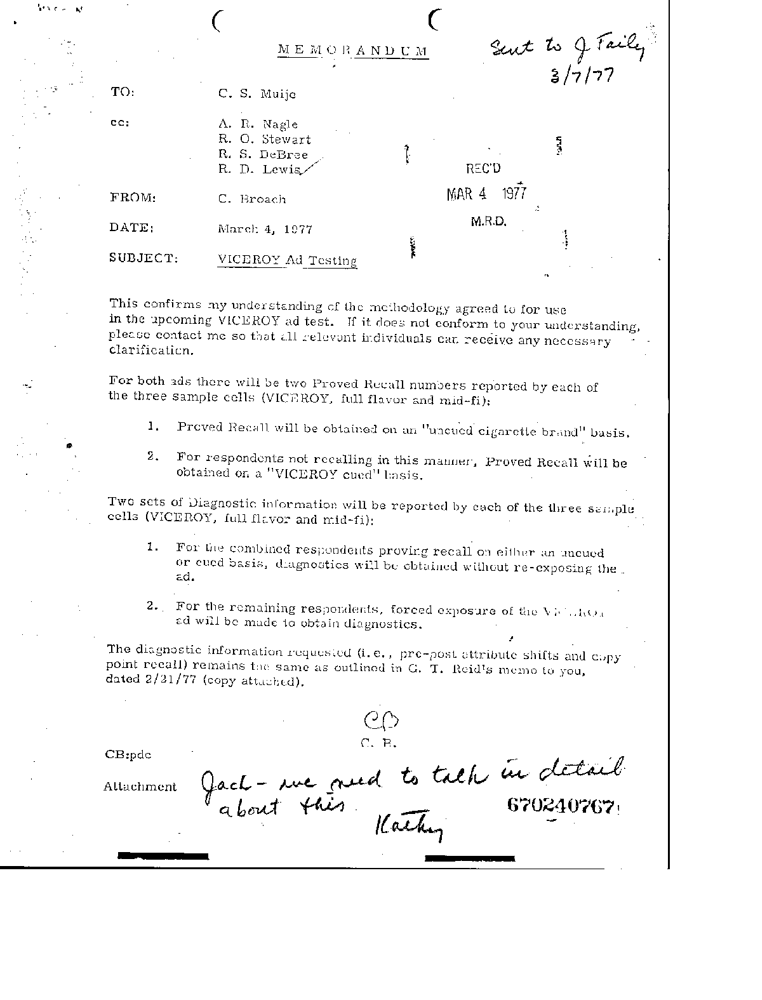 MEMORANDUM
Sent to J Faily
3/7/77
TO: C. S. Muije
cc: A. R. Nagle
R. O. Stewart
R. S. DeBree
R. D. Lewis
REC'D
MAR 4 1977
M.R.D.
FROM: C. Broach
DATE: March 4, 1977
SUBJECT: VICEROY Ad Testing
This confirms my understanding of the methodology agreed to for use
in the upcoming VICEROY ad test. If it does not conform to your understanding,
please contact me so that all relevant individuals can receive any necessary
clarification.
For both ads there will be two Proved Recall numbers reported by each of
the three sample cells (VICEROY, full flavor and mid-fi):
1. Proved Recall will be obtained on an "uncued cigarette brand" basis.
2. For respondents not recalling in this manner, Proved Recall will be
obtained on a "VICEROY cued" basis.
Two sets of Diagnostic information will be reported by each of the three sample
cells (VICEROY, full flavor and mid-fi):
1. For the combined respondents proving recall on either an uncued
or cued basis, diagnostics will be obtained without re-exposing the
ad.
2. For the remaining respondents, forced exposure of the
ad will be made to obtain diagnostics.
The diagnostic information requested (i.e., pre-post attribute shifts and copy
point recall) remains the same as outlined in G. T. Reid's memo to you,
dated 2/21/77 (copy attached).
CB
C. B.
CB:pdc
Attachment
Jack - we need to talk in detail
about this
Kathy
670240767